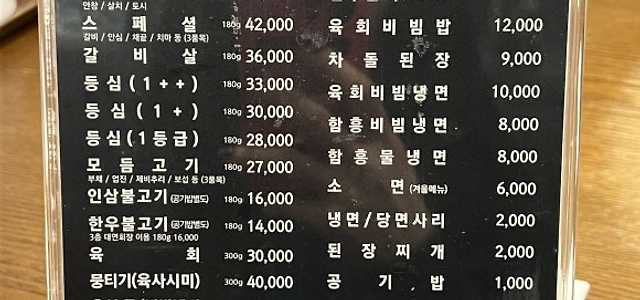 안창 / 살치 / 토시
스페셜 180g 42,000
갈비 / 안심 / 채끝 / 치마 등 (3품목)
갈비살 180g 36,000
등심(1++) 180g 33,000
등심(1+) 180g 30,000
등심(1등급) 180g 28,000
모듬고기 180g 27,000
부채 / 업진 / 제비추리 / 보섭 등 (3품목)
인삼불고기(공기밥별도) 180g 16,000
한우불고기(공기밥별도) 180g 14,000
3층 대연회장 이용 180g 16,000
육회 300g 30,000
뭉티기(육사시미) 300g 40,000
육회비빔밥 12,000
차돌된장 9,000
육회비빔냉면 10,000
함흥비빔냉면 8,000
함흥물냉면 8,000
소면(겨울메뉴) 6,000
냉면/당면사리 2,000
된장찌개 2,000
공기밥 1,000